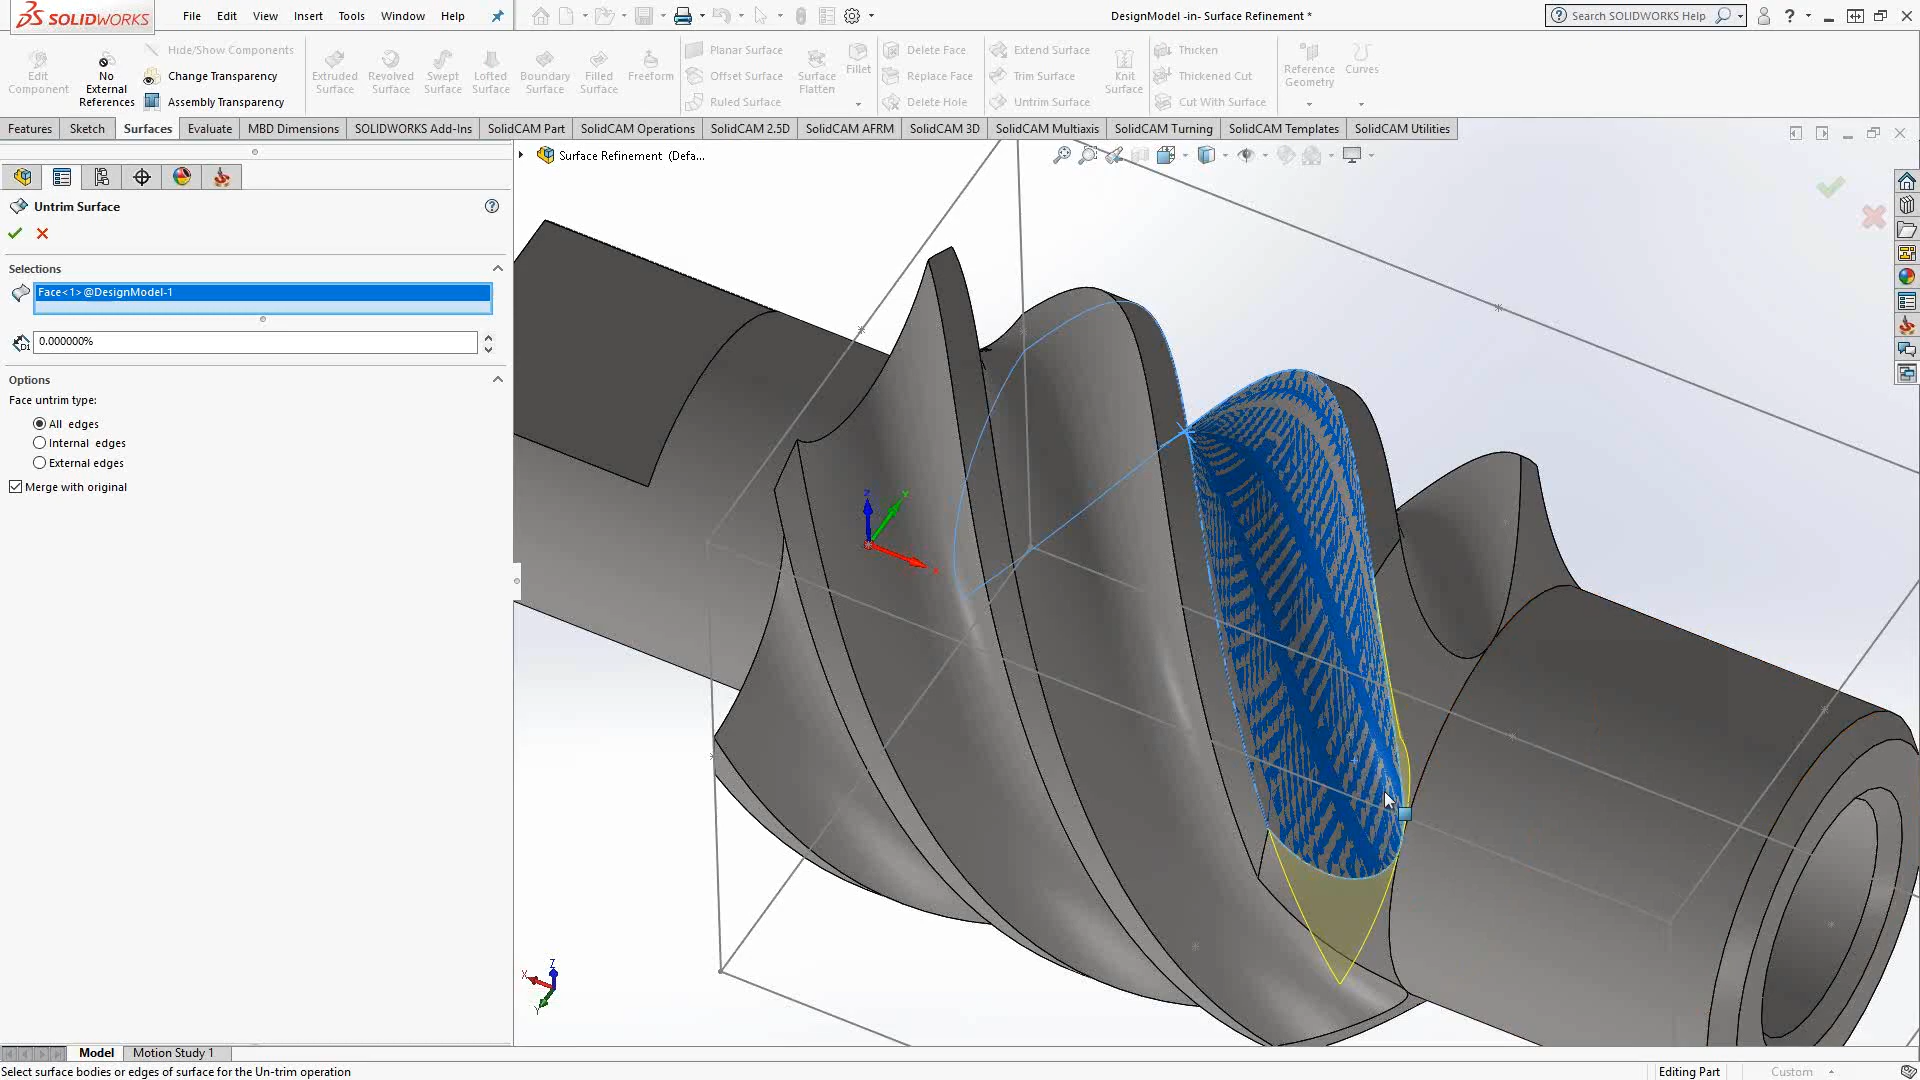 SOLIDWORKS
File Edit View Insert Tools Window Help
DesignModel -in- Surface Refinement *
Search SOLIDWORKS Help
Edit Component
No External References
Hide/Show Components
Change Transparency
Assembly Transparency
Extruded Surface
Revolved Surface
Swept Surface
Lofted Surface
Boundary Surface
Filled Surface
Freeform
Planar Surface
Offset Surface
Ruled Surface
Surface Flatten
Fillet
Delete Face
Replace Face
Delete Hole
Extend Surface
Trim Surface
Untrim Surface
Knit Surface
Thicken
Thickened Cut
Cut With Surface
Reference Geometry
Curves
Features Sketch Surfaces Evaluate MBD Dimensions SOLIDWORKS Add-Ins SolidCAM Part SolidCAM Operations SolidCAM 2.5D SolidCAM AFRM SolidCAM 3D SolidCAM Multiaxis SolidCAM Turning SolidCAM Templates SolidCAM Utilities
Surface Refinement (Defa...
Untrim Surface
Selections
Face<1>@DesignModel-1
0.000000%
Options
Face untrim type:
All edges
Internal edges
External edges
Merge with original
Z
Y
X
Z
X
Y
Model Motion Study 1
Select surface bodies or edges of surface for the Un-trim operation
Editing Part
Custom